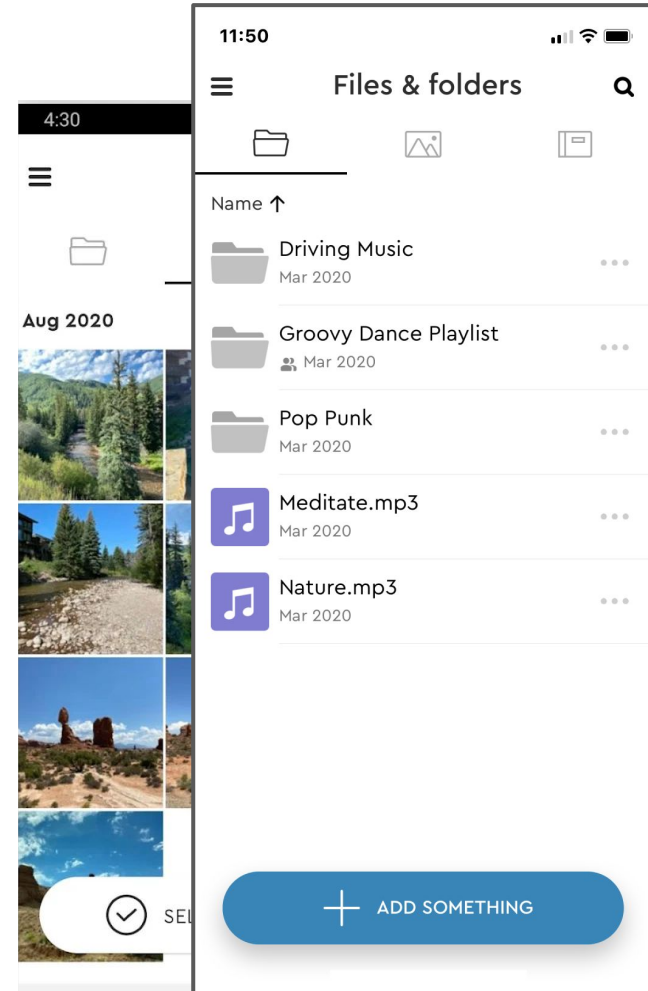 11:50
Files & folders
Name ↑
Driving Music
Mar 2020
Groovy Dance Playlist
Mar 2020
Pop Punk
Mar 2020
Meditate.mp3
Mar 2020
Nature.mp3
Mar 2020
ADD SOMETHING
4:30
Aug 2020
SEL